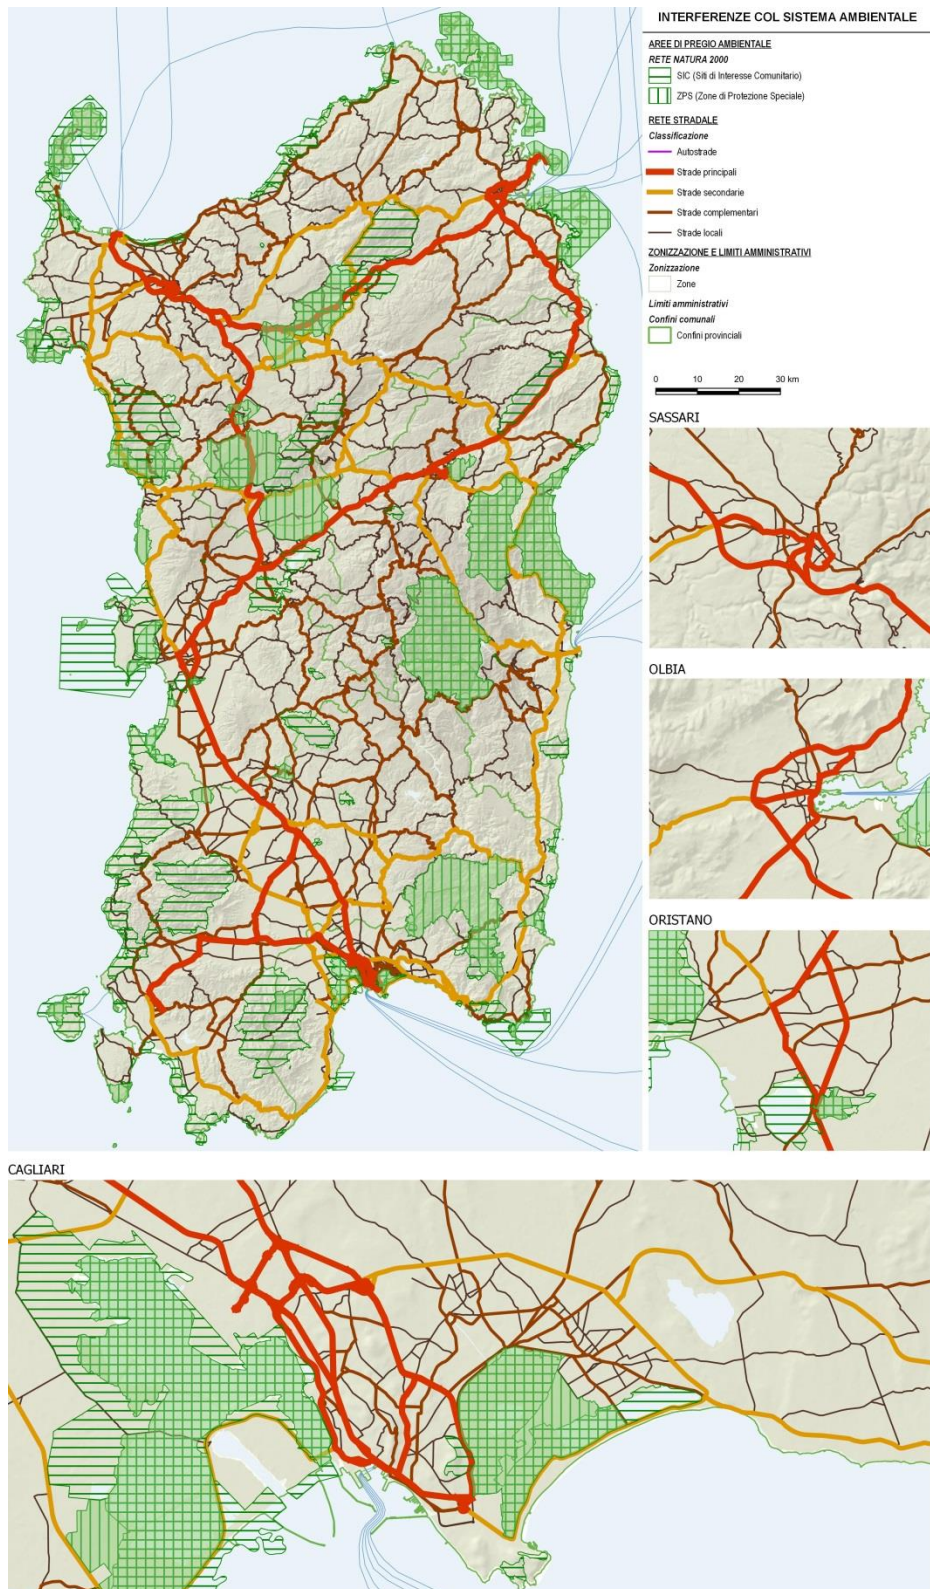 INTERFERENZE COL SISTEMA AMBIENTALE
AREE DI PREGIO AMBIENTALE
RETE NATURA 2000
SIC (Siti di Interesse Comunitario)
ZPS (Zone di Protezione Speciale)
RETE STRADALE
Classificazione
Autostrade
Strade principali
Strade secondarie
Strade complementari
Strade locali
ZONIZZAZIONE E LIMITI AMMINISTRATIVI
Zonizzazione
Zone
Limiti amministrativi
Confini comunali
Confini provinciali
0 10 20 30 km
SASSARI
OLBIA
ORISTANO
CAGLIARI